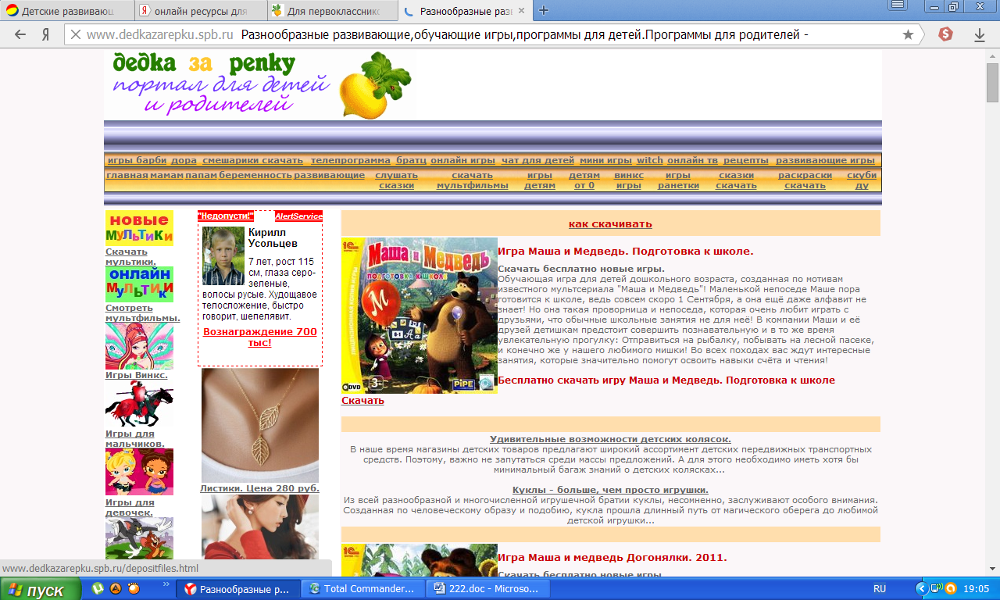 Детские развивающ
онлайн ресурсы для
Для первокласснико
Разнообразные раз
www.dedkazarepku.spb.ru Разнообразные развивающие,обучающие игры,программы для детей.Программы для родителей -
дедка за репку
портал для детей
и родителей
игры барби дора смешарики скачать телепрограмма братц онлайн игры чат для детей мини игры witch онлайн тв рецепты развивающие игры
главная мамам папам беременность развивающие слушать сказки скачать мультфильмы игры детям детям от 0 винкс игры игры ранетки сказки скачать раскраски скачать скуби ду
новые
мультики
Скачать
мультики.
онлайн
мультики
Смотреть
мультфильмы.
Игры Винкс.
Игры для
мальчиков.
Игры для
девочек.
"Недопусти!" AlertService
Кирилл
Усольцев
7 лет, рост 115
см, глаза серо-
зеленые,
волосы русые. Худощавое
телосложение, быстро
говорит, шепелявит.
Вознаграждение 700
тыс!
Листики. Цена 280 руб.
как скачивать
1С
Маша и Медведь
ПОДГОТОВКА К ШКОЛЕ
М
ЛИЦЕНЗИОННАЯ КОПИЯ ИГРЫ
DVD
3+
PiPE
Игра Маша и Медведь. Подготовка к школе.
Скачать бесплатно новые игры.
Обучающая игра для детей дошкольного возраста, созданная по мотивам
известного мультсериала "Маша и Медведь"! Маленькой непоседе Маше пора
готовится к школе, ведь совсем скоро 1 Сентября, а она ещё даже алфавит не
знает! Но она такая проворница и непоседа, которая очень любит играть с
друзьями, что обычные школьные занятия не для неё! В компании Маши и её
друзей детишкам предстоит совершить познавательную и в то же время
увлекательную прогулку: Отправиться на рыбалку, побывать на лесной пасеке,
и конечно же у нашего любимого мишки! Во всех походах вас ждут интересные
занятия, которые значительно помогут освоить навыки счёта и чтения!
Бесплатно скачать игру Маша и Медведь. Подготовка к школе
Скачать
Удивительные возможности детских колясок.
В наше время магазины детских товаров предлагают широкий ассортимент детских передвижных транспортных
средств. Поэтому, важно не запутаться среди массы предложений. А для этого необходимо иметь хотя бы
минимальный багаж знаний о детских колясках...
Куклы - больше, чем просто игрушки.
Из всей разнообразной и многочисленной игрушечной братии куклы, несомненно, заслуживают особого внимания.
Созданная по человеческому образу и подобию, кукла прошла длинный путь от магического оберега до любимой
детской игрушки...
1С
Игра Маша и медведь Догонялки. 2011.
Скачать бесплатно новые игры
www.dedkazarepku.spb.ru/depositfiles.html
пуск
Разнообразные р...
Total Commander...
222.doc - Microso...
RU
19:05